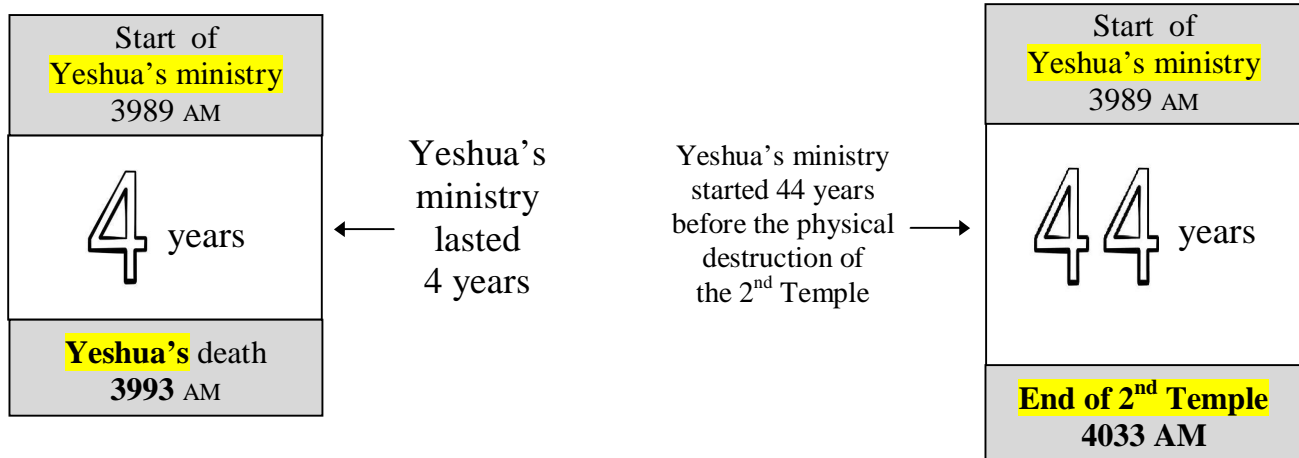 Start of
Yeshua’s ministry
3989 AM
4 years
Yeshua’s death
3993 AM
Yeshua’s
ministry
lasted
4 years
Yeshua’s ministry
started 44 years
before the physical
destruction of
the 2nd Temple
Start of
Yeshua’s ministry
3989 AM
44 years
End of 2nd Temple
4033 AM